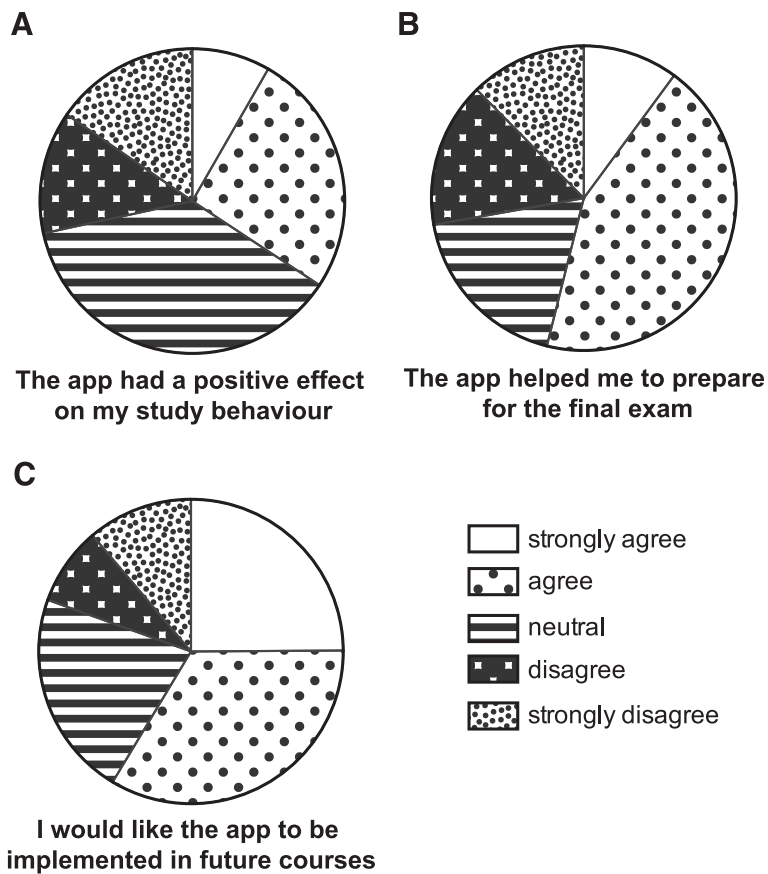 A
B
The app had a positive effect
on my study behaviour
The app helped me to prepare
for the final exam
C
strongly agree
agree
neutral
disagree
strongly disagree
I would like the app to be
implemented in future courses